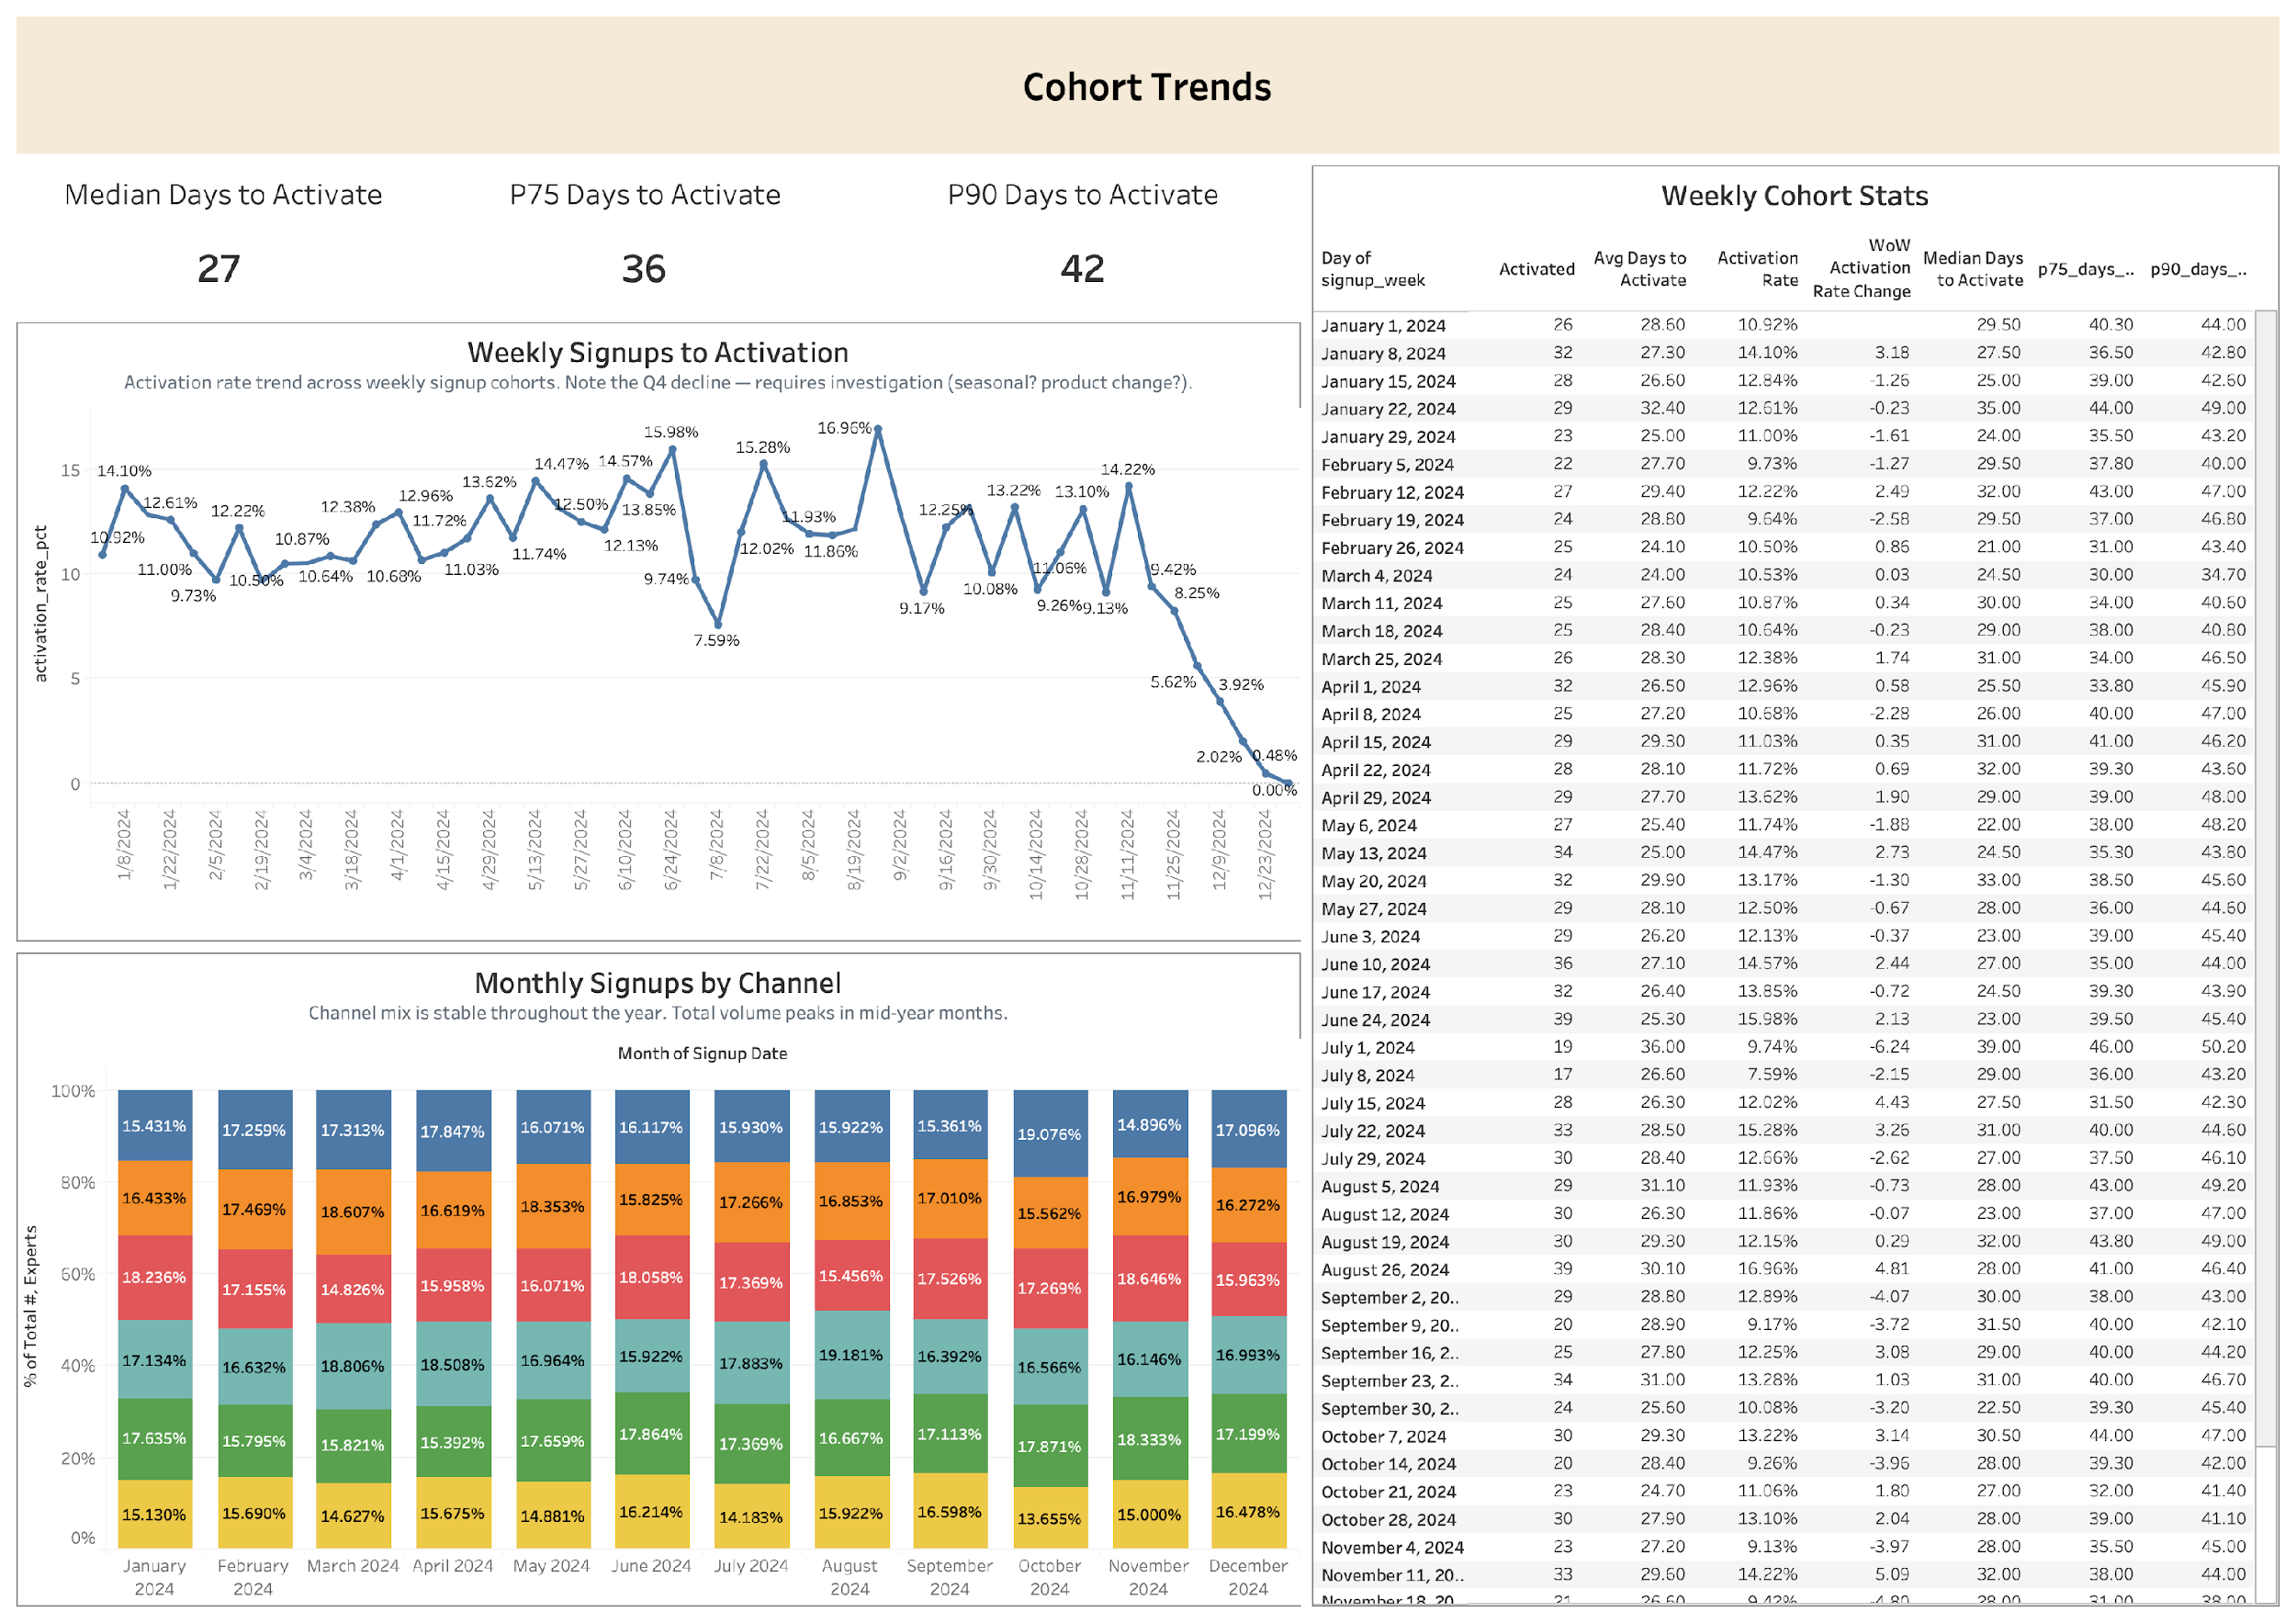 Cohort Trends
Median Days to Activate
P75 Days to Activate
P90 Days to Activate
27
36
42
Weekly Signups to Activation
Activation rate trend across weekly signup cohorts. Note the Q4 decline — requires investigation (seasonal? product change?).
activation_rate_pct
15
10
5
0
10.92%
14.10%
12.61%
11.00%
9.73%
12.22%
10.50%
10.87%
10.64%
12.38%
12.96%
10.68%
11.72%
11.03%
13.62%
11.74%
14.47%
12.50%
12.13%
14.57%
13.85%
15.98%
9.74%
7.59%
12.02%
15.28%
11.93%
11.86%
16.96%
9.17%
12.25%
10.08%
13.22%
9.26%
11.06%
13.10%
9.13%
14.22%
9.42%
8.25%
5.62%
3.92%
2.02%
0.48%
0.00%
1/8/2024
1/22/2024
2/5/2024
2/19/2024
3/4/2024
3/18/2024
4/1/2024
4/15/2024
4/29/2024
5/13/2024
5/27/2024
6/10/2024
6/24/2024
7/8/2024
7/22/2024
8/5/2024
8/19/2024
9/2/2024
9/16/2024
9/30/2024
10/14/2024
10/28/2024
11/11/2024
11/25/2024
12/9/2024
12/23/2024
Monthly Signups by Channel
Channel mix is stable throughout the year. Total volume peaks in mid-year months.
Month of Signup Date
% of Total #, Experts
100%
80%
60%
40%
20%
0%
15.431% 17.259% 17.313% 17.847% 16.071% 16.117% 15.930% 15.922% 15.361% 19.076% 14.896% 17.096%
16.433% 17.469% 18.607% 16.619% 18.353% 15.825% 17.266% 16.853% 17.010% 15.562% 16.979% 16.272%
18.236% 17.155% 14.826% 15.958% 16.071% 18.058% 17.369% 15.456% 17.526% 17.269% 18.646% 15.963%
17.134% 16.632% 18.806% 18.508% 16.964% 15.922% 17.883% 19.181% 16.392% 16.566% 16.146% 16.993%
17.635% 15.795% 15.821% 15.392% 17.659% 17.864% 17.369% 16.667% 17.113% 17.871% 18.333% 17.199%
15.130% 15.690% 14.627% 15.675% 14.881% 16.214% 14.183% 15.922% 16.598% 13.655% 15.000% 16.478%
January 2024
February 2024
March 2024
April 2024
May 2024
June 2024
July 2024
August 2024
September 2024
October 2024
November 2024
December 2024
Weekly Cohort Stats
Day of signup_week Activated Avg Days to Activate Activation Rate WoW Activation Rate Change Median Days to Activate p75_days_.. p90_days_..
January 1, 2024 26 28.60 10.92% 29.50 40.30 44.00
January 8, 2024 32 27.30 14.10% 3.18 27.50 36.50 42.80
January 15, 2024 28 26.60 12.84% -1.26 25.00 39.00 42.60
January 22, 2024 29 32.40 12.61% -0.23 35.00 44.00 49.00
January 29, 2024 23 25.00 11.00% -1.61 24.00 35.50 43.20
February 5, 2024 22 27.70 9.73% -1.27 29.50 37.80 40.00
February 12, 2024 27 29.40 12.22% 2.49 32.00 43.00 47.00
February 19, 2024 24 28.80 9.64% -2.58 29.50 37.00 46.80
February 26, 2024 25 24.10 10.50% 0.86 21.00 31.00 43.40
March 4, 2024 24 24.00 10.53% 0.03 24.50 30.00 34.70
March 11, 2024 25 27.60 10.87% 0.34 30.00 34.00 40.60
March 18, 2024 25 28.40 10.64% -0.23 29.00 38.00 40.80
March 25, 2024 26 28.30 12.38% 1.74 31.00 34.00 46.50
April 1, 2024 32 26.50 12.96% 0.58 25.50 33.80 45.90
April 8, 2024 25 27.20 10.68% -2.28 26.00 40.00 47.00
April 15, 2024 29 29.30 11.03% 0.35 31.00 41.00 46.20
April 22, 2024 28 28.10 11.72% 0.69 32.00 39.30 43.60
April 29, 2024 29 27.70 13.62% 1.90 29.00 39.00 48.00
May 6, 2024 27 25.40 11.74% -1.88 22.00 38.00 48.20
May 13, 2024 34 25.00 14.47% 2.73 24.50 35.30 43.80
May 20, 2024 32 29.90 13.17% -1.30 33.00 38.50 45.60
May 27, 2024 29 28.10 12.50% -0.67 28.00 36.00 44.60
June 3, 2024 29 26.20 12.13% -0.37 23.00 39.00 45.40
June 10, 2024 36 27.10 14.57% 2.44 27.00 35.00 44.00
June 17, 2024 32 26.40 13.85% -0.72 24.50 39.30 43.90
June 24, 2024 39 25.30 15.98% 2.13 23.00 39.50 45.40
July 1, 2024 19 36.00 9.74% -6.24 39.00 46.00 50.20
July 8, 2024 17 26.60 7.59% -2.15 29.00 36.00 43.20
July 15, 2024 28 26.30 12.02% 4.43 27.50 31.50 42.30
July 22, 2024 33 28.50 15.28% 3.26 31.00 40.00 44.60
July 29, 2024 30 28.40 12.66% -2.62 27.00 37.50 46.10
August 5, 2024 29 31.10 11.93% -0.73 28.00 43.00 49.20
August 12, 2024 30 26.30 11.86% -0.07 23.00 37.00 47.00
August 19, 2024 30 29.30 12.15% 0.29 32.00 43.80 49.00
August 26, 2024 39 30.10 16.96% 4.81 28.00 41.00 46.40
September 2, 20.. 29 28.80 12.89% -4.07 30.00 38.00 43.00
September 9, 20.. 20 28.90 9.17% -3.72 31.50 40.00 42.10
September 16, 2.. 25 27.80 12.25% 3.08 29.00 40.00 44.20
September 23, 2.. 34 31.00 13.28% 1.03 31.00 40.00 46.70
September 30, 2.. 24 25.60 10.08% -3.20 22.50 39.30 45.40
October 7, 2024 30 29.30 13.22% 3.14 30.50 44.00 47.00
October 14, 2024 20 28.40 9.26% -3.96 28.00 39.30 42.00
October 21, 2024 23 24.70 11.06% 1.80 27.00 32.00 41.40
October 28, 2024 30 27.90 13.10% 2.04 28.00 39.00 41.10
November 4, 2024 23 27.20 9.13% -3.97 28.00 35.50 45.00
November 11, 20.. 33 29.60 14.22% 5.09 32.00 38.00 44.00
November 18, 20.. 21 26.60 9.42% -4.80 28.00 31.00 38.00